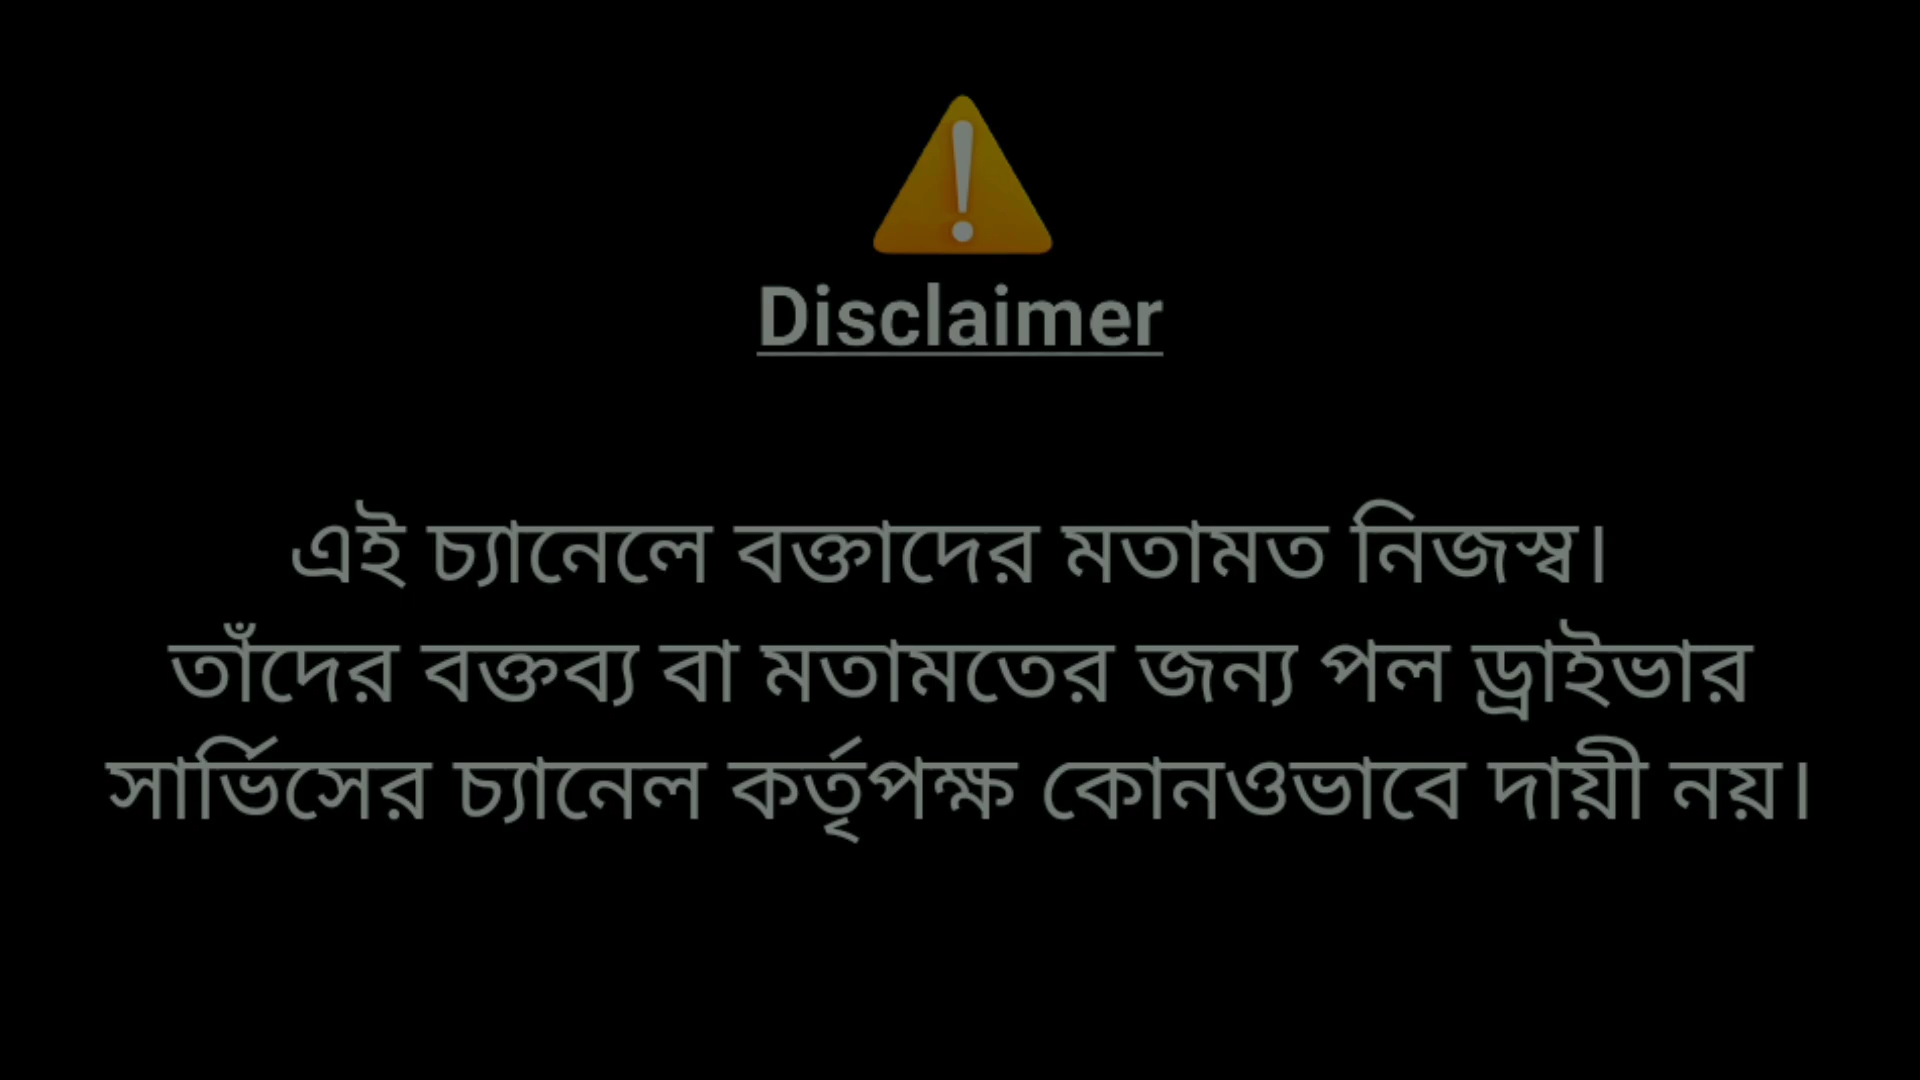 Disclaimer
এই চ্যানেলে বক্তাদের মতামত নিজস্ব।
তাঁদের বক্তব্য বা মতামতের জন্য পল ড্রাইভার
সার্ভিসের চ্যানেল কর্তৃপক্ষ কোনওভাবে দায়ী নয়।